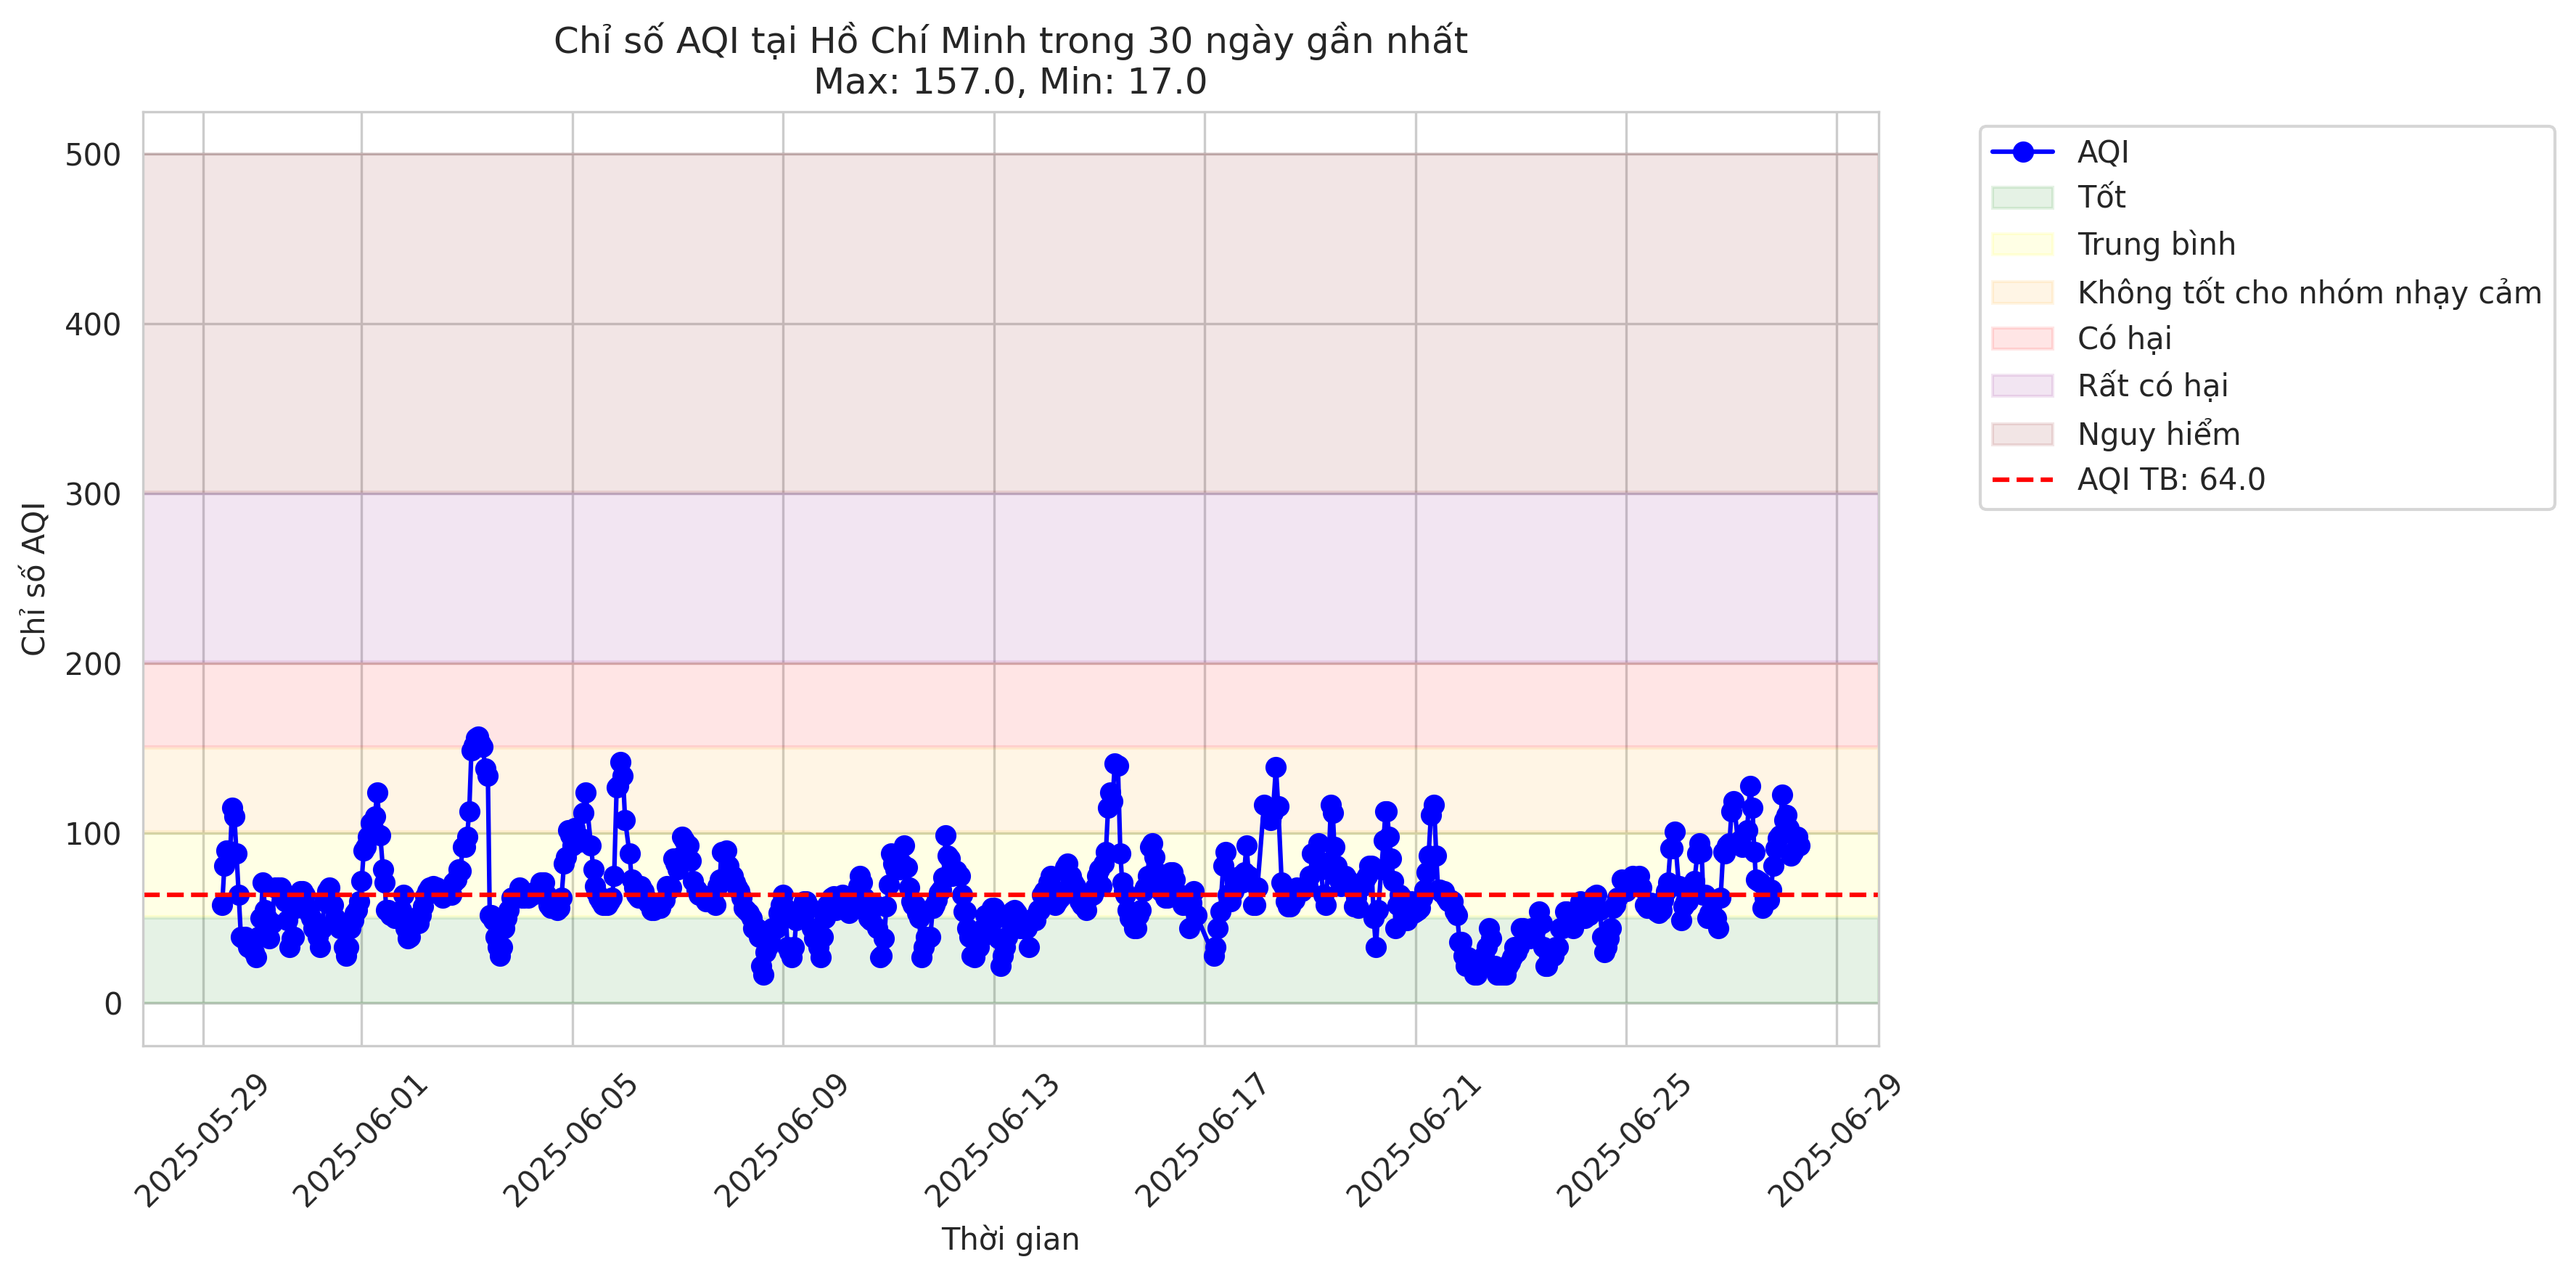 Chỉ số AQI tại Hồ Chí Minh trong 30 ngày gần nhất
Max: 157.0, Min: 17.0
Chỉ số AQI
500
400
300
200
100
0
2025-05-29
2025-06-01
2025-06-05
2025-06-09
2025-06-13
2025-06-17
2025-06-21
2025-06-25
2025-06-29
Thời gian
AQI
Tốt
Trung bình
Không tốt cho nhóm nhạy cảm
Có hại
Rất có hại
Nguy hiểm
AQI TB: 64.0